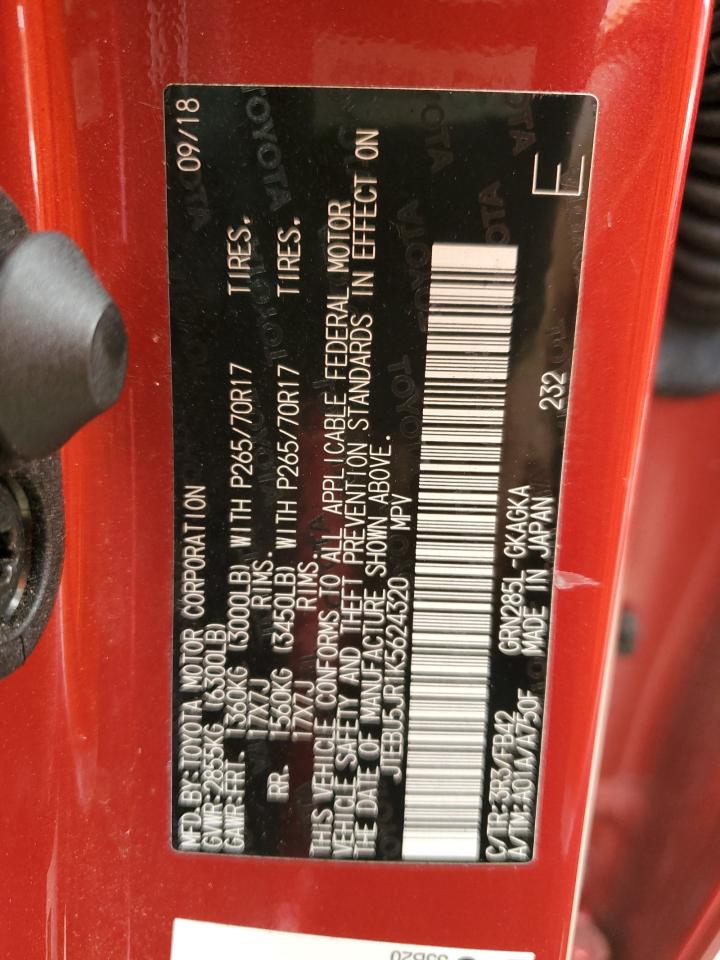 MFD.BY:TOYOTA MOTOR CORPORATION 09/18
GVWR:2855KG (6300LB)
GAWR:FRT 1360KG (3000LB) WITH P265/70R17 TIRES.
17X7J RIMS.
RR. 1560KG (3450LB) WITH P265/70R17 TIRES.
17X7J RIMS.
THIS VEHICLE CONFORMS TO ALL APPLICABLE FEDERAL MOTOR
VEHICLE SAFETY AND THEFT PREVENTION STANDARDS IN EFFECT ON
THE DATE OF MANUFACTURE SHOWN ABOVE.
JTEBU5JR1K5624320 MPV
C/TR:3R3/FB42 GRN285L-GKAGKA
A/TM:A01A/A750F MADE IN JAPAN 232 E